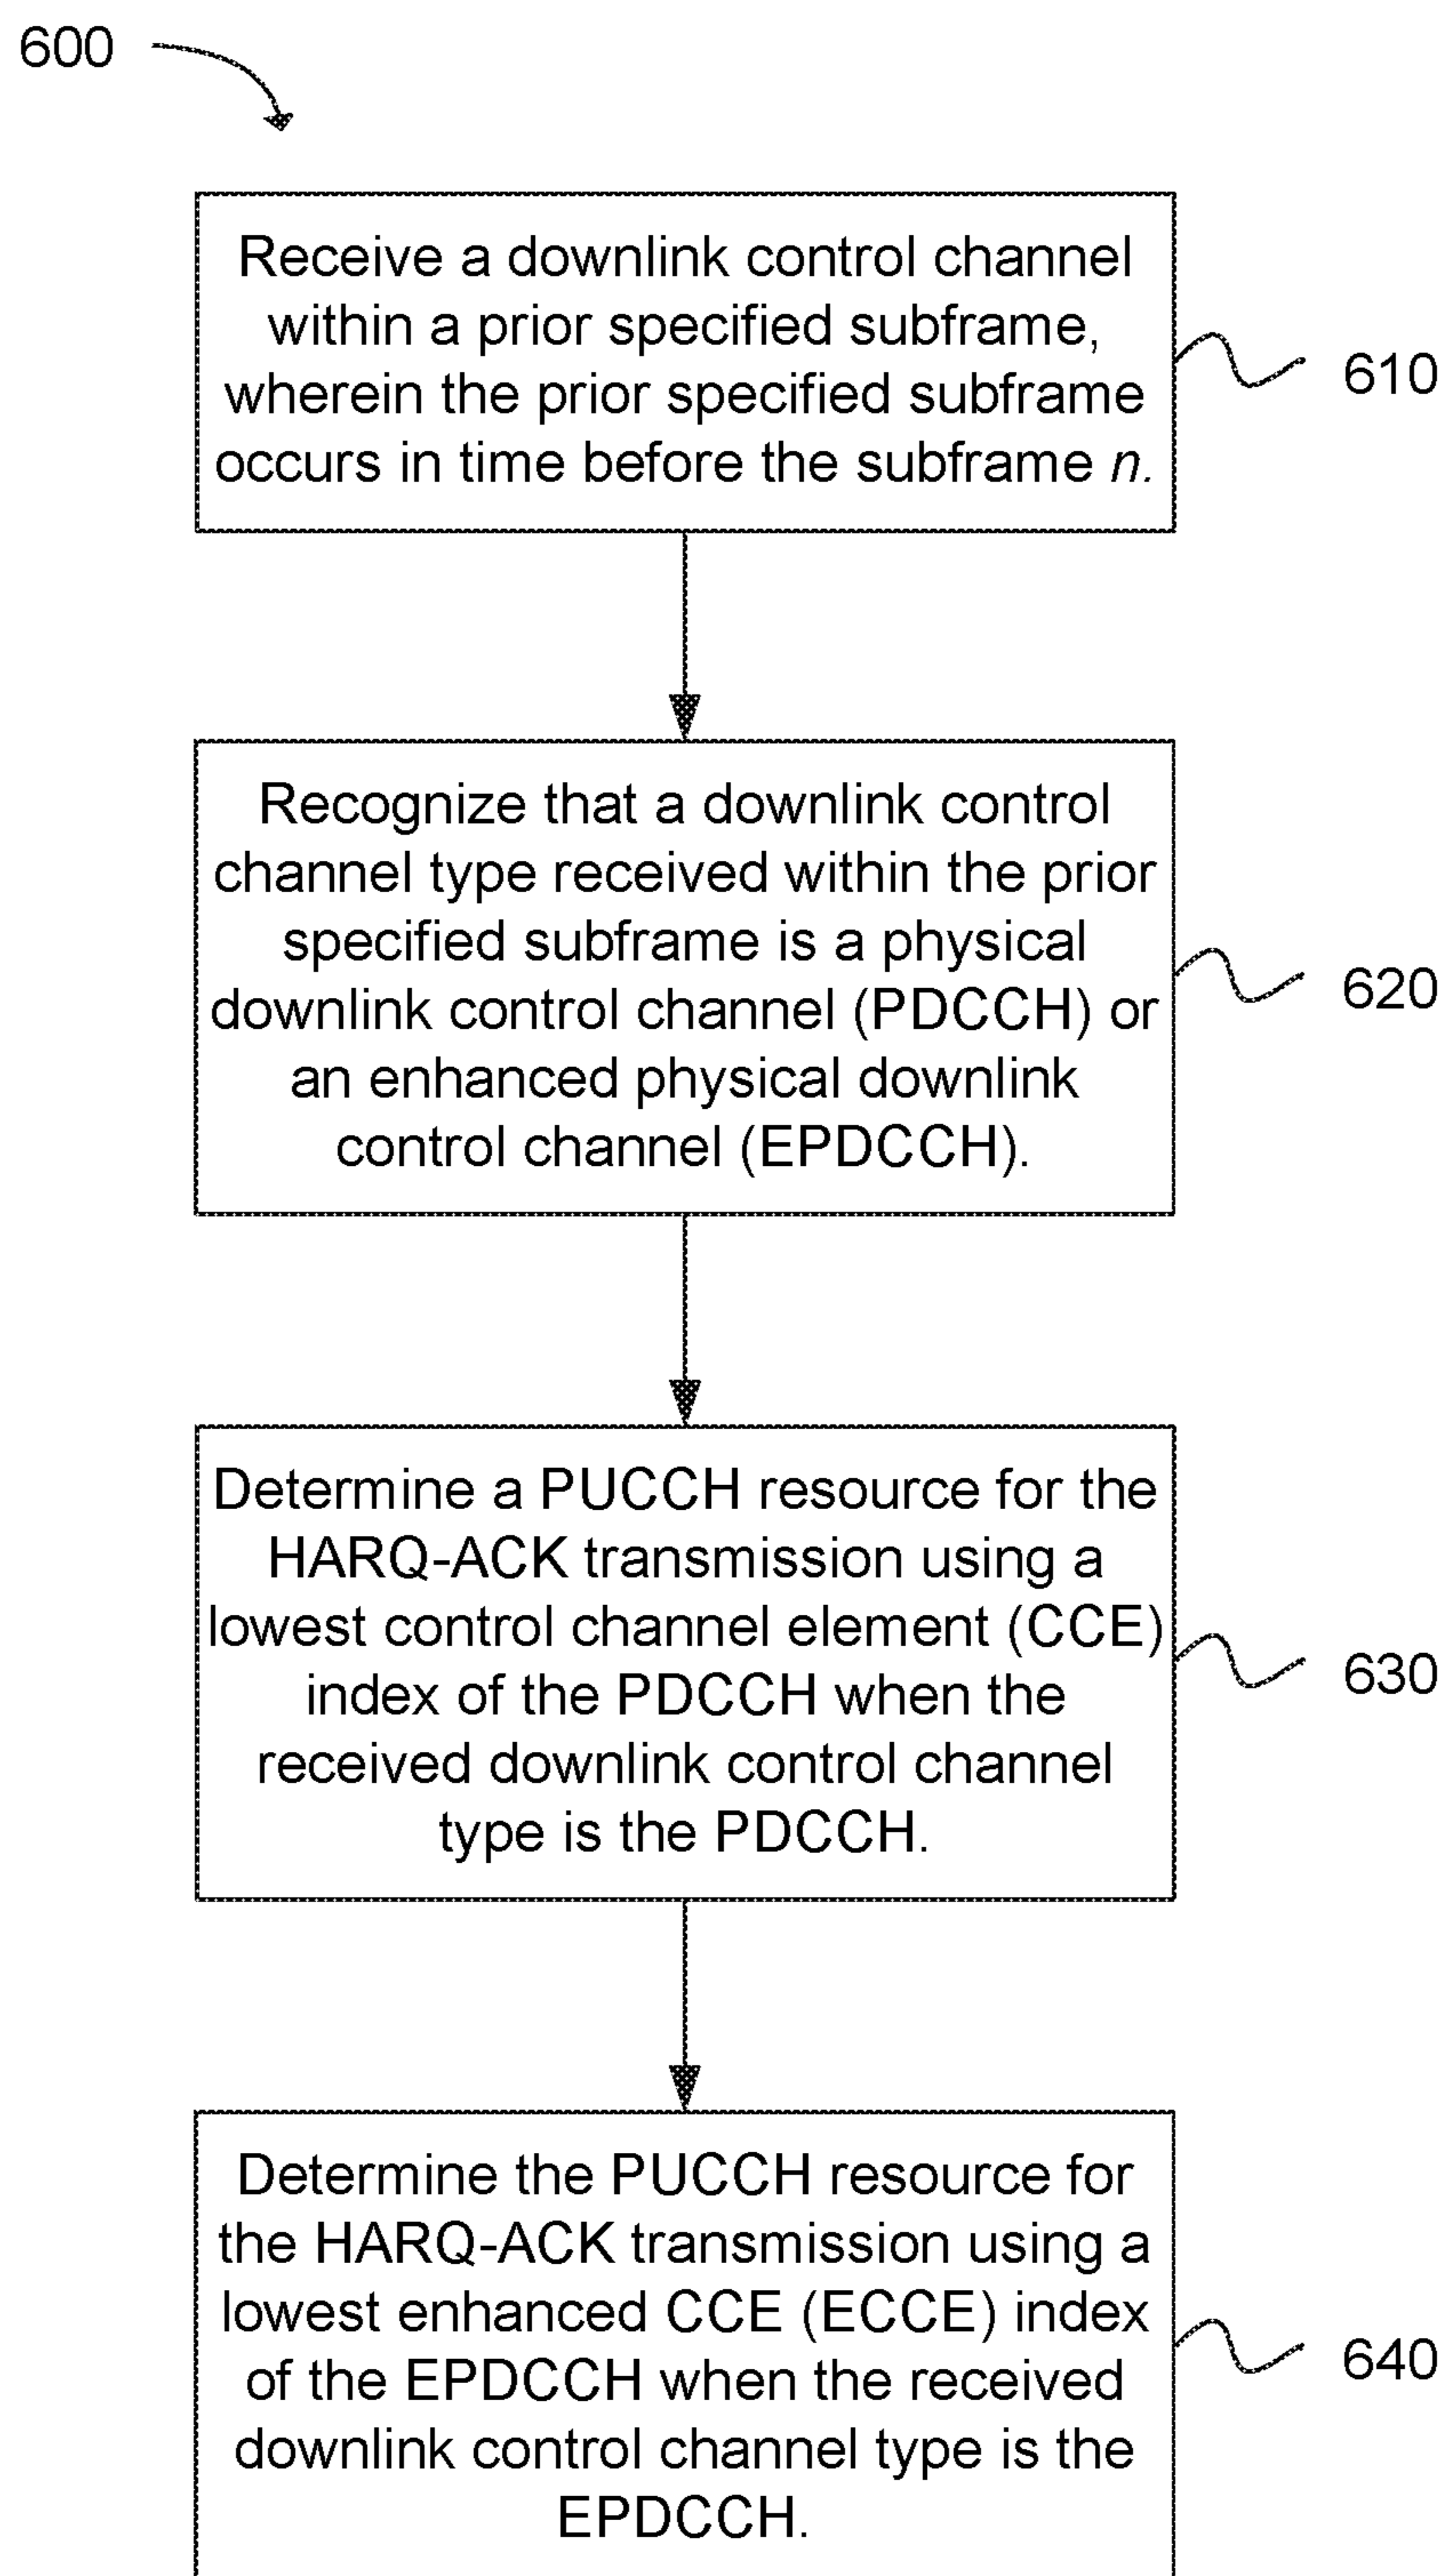 600
Receive a downlink control channel
within a prior specified subframe,
wherein the prior specified subframe
occurs in time before the subframe n.
610
Recognize that a downlink control
channel type received within the prior
specified subframe is a physical
downlink control channel (PDCCH) or
an enhanced physical downlink
control channel (EPDCCH).
620
Determine a PUCCH resource for the
HARQ-ACK transmission using a
lowest control channel element (CCE)
index of the PDCCH when the
received downlink control channel
type is the PDCCH.
630
Determine the PUCCH resource for
the HARQ-ACK transmission using a
lowest enhanced CCE (ECCE) index
of the EPDCCH when the received
downlink control channel type is the
EPDCCH.
640